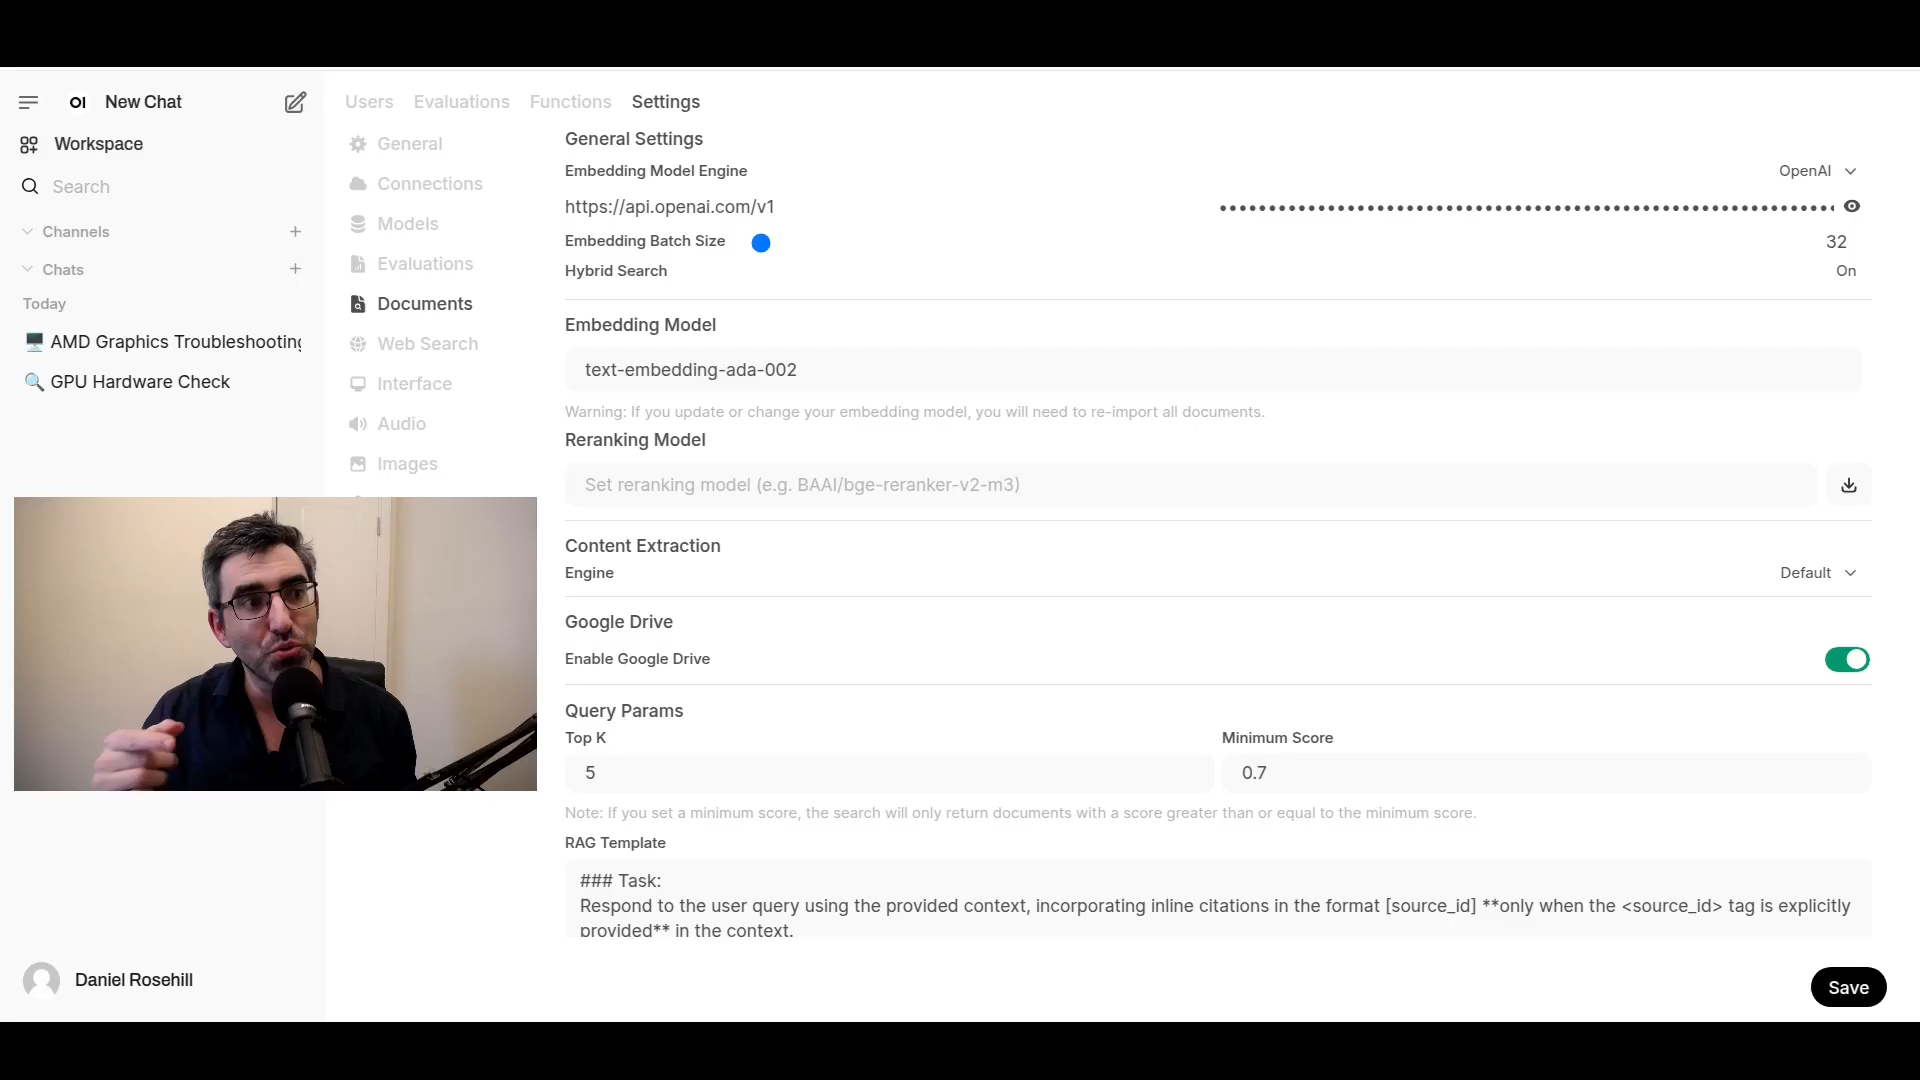 OI New Chat
Workspace
Search
Channels
Chats
Today
AMD Graphics Troubleshooting
GPU Hardware Check
Daniel Rosehill
Users Evaluations Functions Settings
General
Connections
Models
Evaluations
Documents
Web Search
Interface
Audio
Images
General Settings
Embedding Model Engine OpenAI
https://api.openai.com/v1
Embedding Batch Size 32
Hybrid Search On
Embedding Model
text-embedding-ada-002
Warning: If you update or change your embedding model, you will need to re-import all documents.
Reranking Model
Set reranking model (e.g. BAAI/bge-reranker-v2-m3)
Content Extraction
Engine Default
Google Drive
Enable Google Drive
Query Params
Top K Minimum Score
5 0.7
Note: If you set a minimum score, the search will only return documents with a score greater than or equal to the minimum score.
RAG Template
### Task:
Respond to the user query using the provided context, incorporating inline citations in the format [source_id] **only when the <source_id> tag is explicitly
provided** in the context.
Save